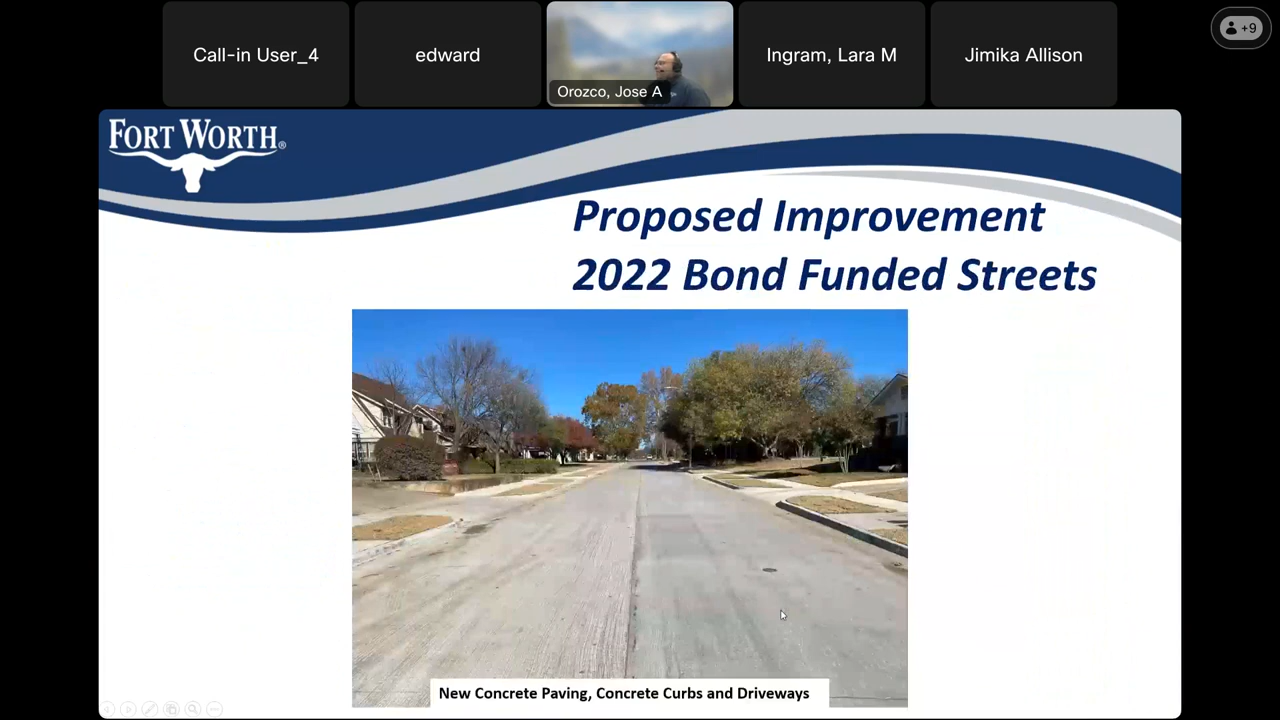 Call-in User_4
edward
Orozco, Jose A
Ingram, Lara M
Jimika Allison
+9
FORT WORTH®
Proposed Improvement
2022 Bond Funded Streets
New Concrete Paving, Concrete Curbs and Driveways